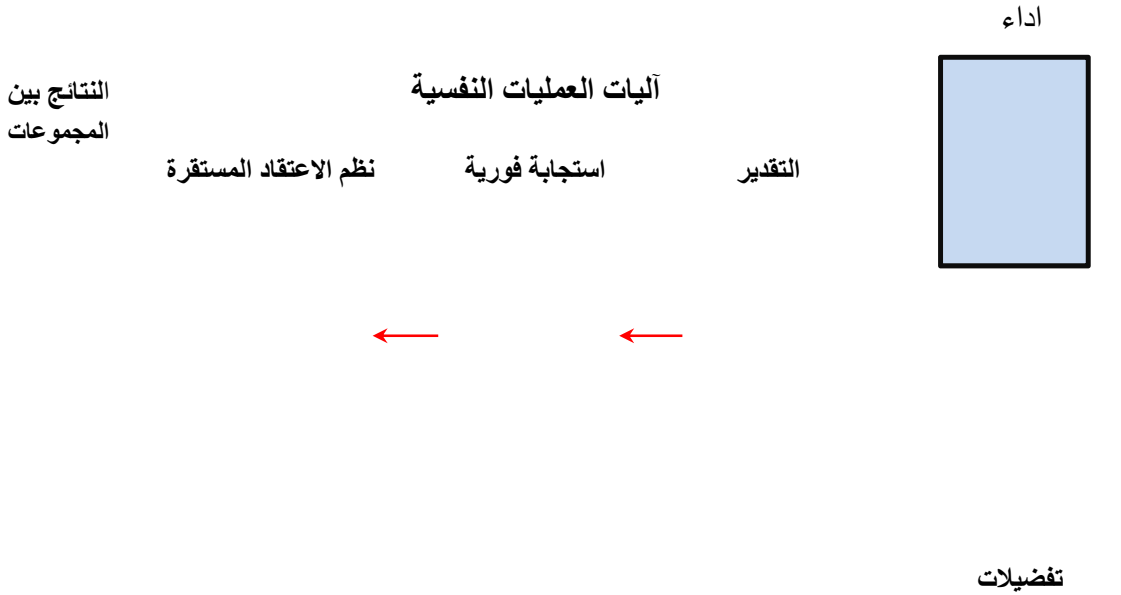 اداء
آليات العمليات النفسية
النتائج بين
المجموعات
التقدير
استجابة فورية
نظم الاعتقاد المستقرة
تفضيلات